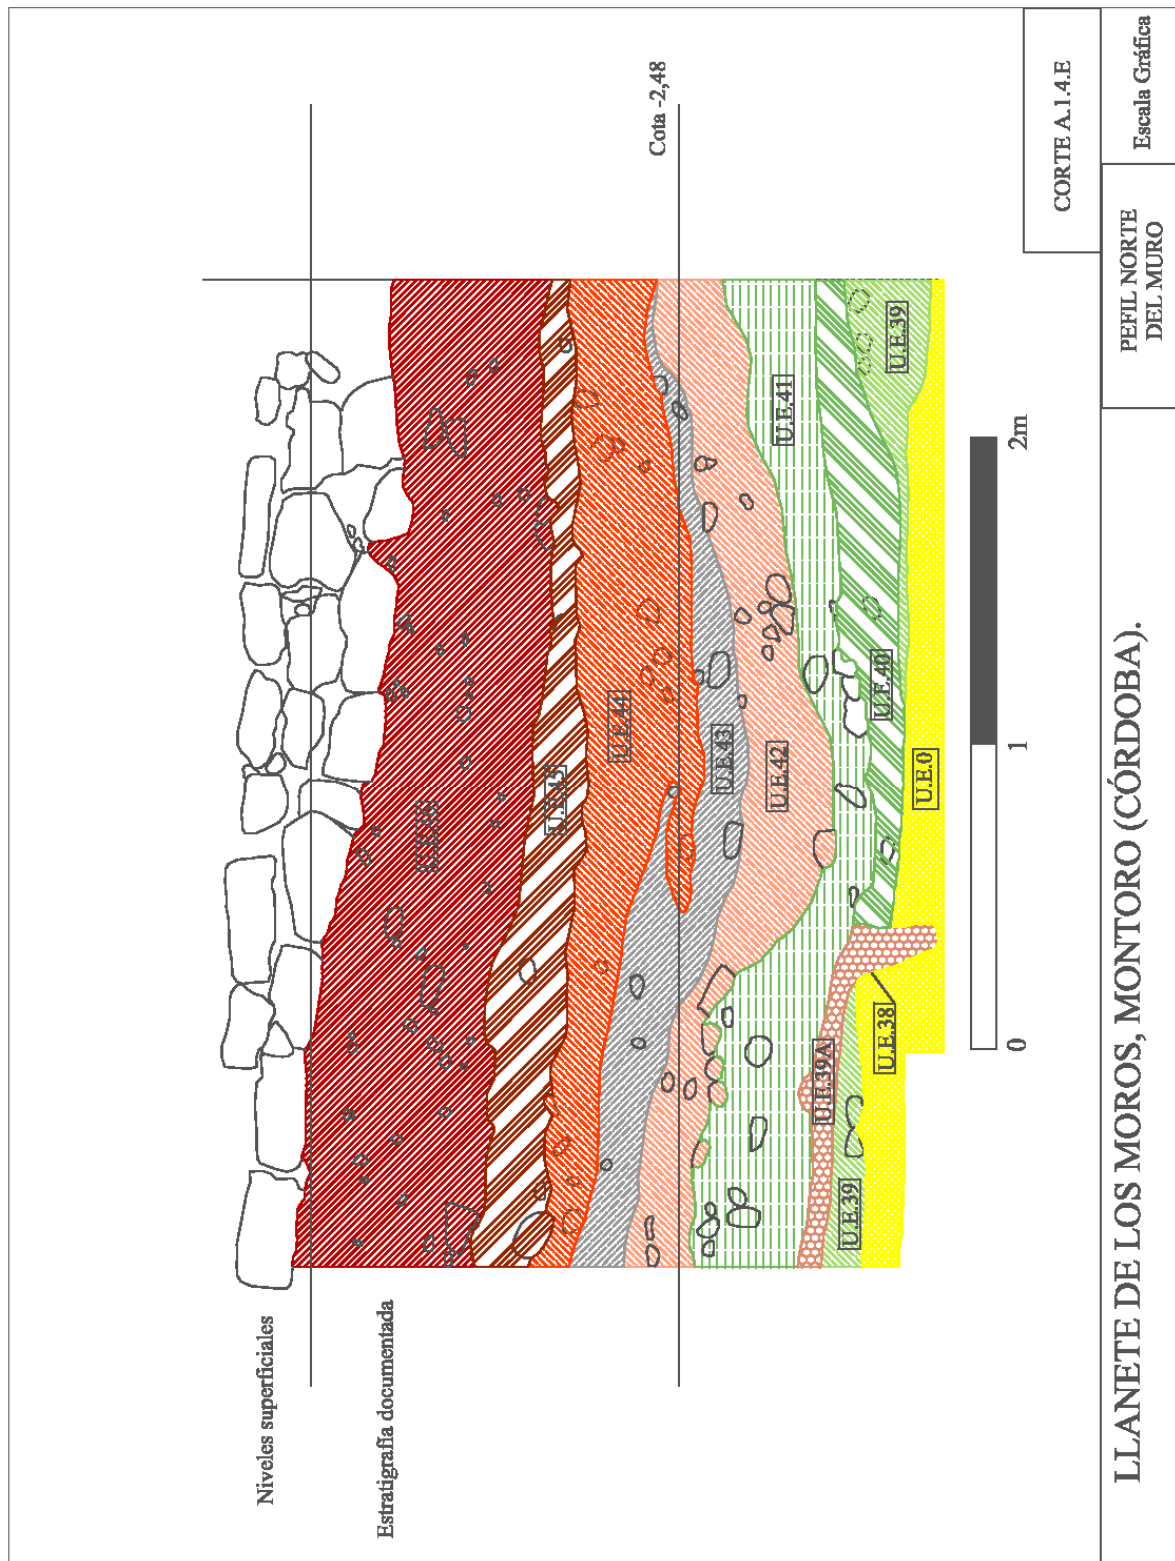 Niveles superficiales
Estratigrafía documentada
Cota -2,48
U.E.46
U.E.45
U.E.44
U.E.43
U.E.42
U.E.41
U.E.40
U.E.39
U.E.39A
U.E.38
U.E.39
U.E.0
0
1
2m
CORTE A.1.4.E
LLANETE DE LOS MOROS, MONTORO (CÓRDOBA).
PEFIL NORTE
DEL MURO
Escala Gráfica